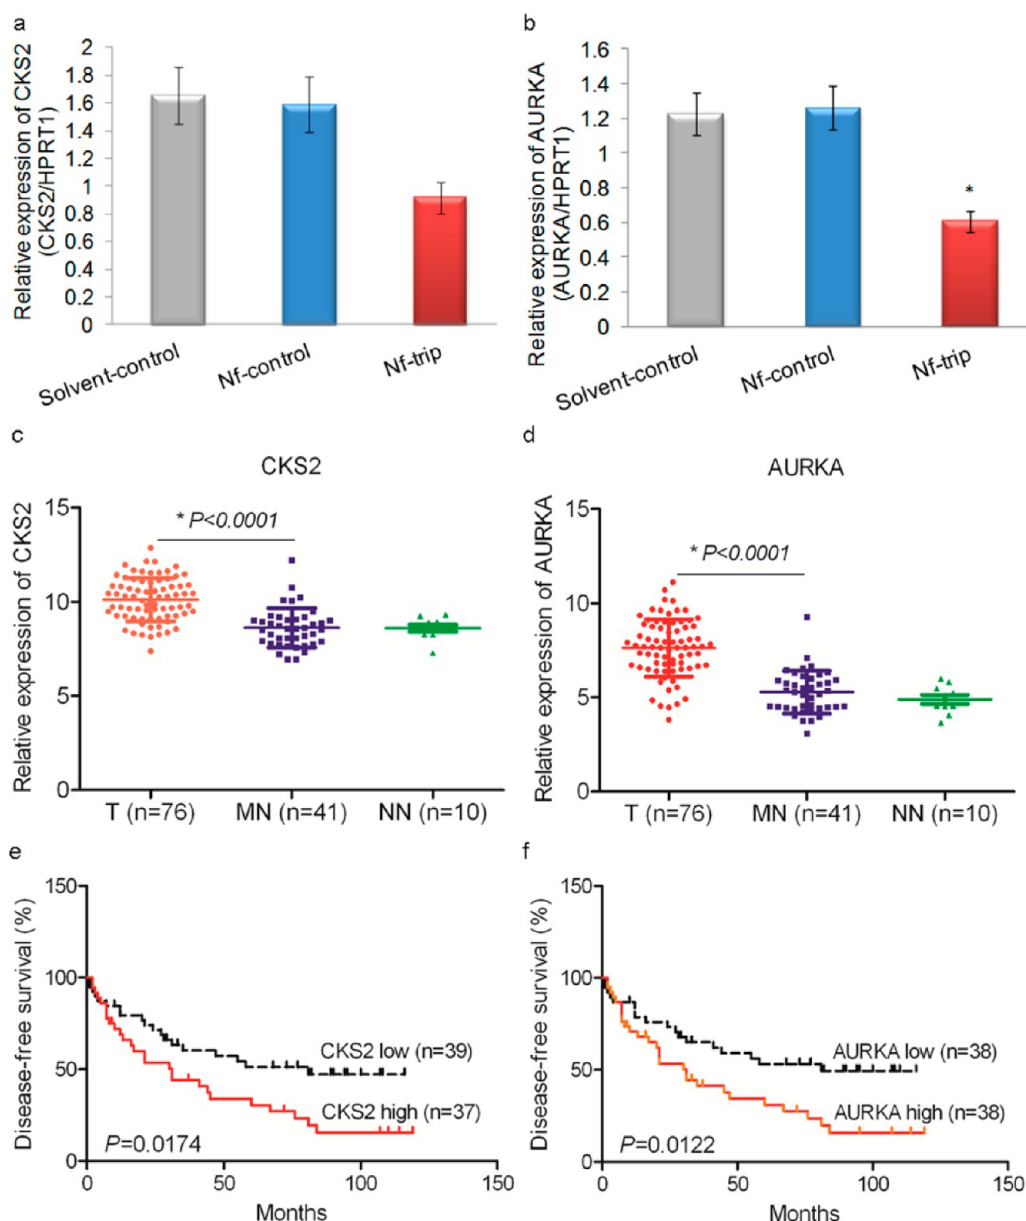 a
Relative expression of CKS2
(CKS2/HPRT1)
2
1.8
1.6
1.4
1.2
1
0.8
0.6
0.4
0.2
0
Solvent-control
Nf-control
Nf-trip
b
Relative expression of AURKA
(AURKA/HPRT1)
1.6
1.4
1.2
1
0.8
0.6
0.4
0.2
0
*
Solvent-control
Nf-control
Nf-trip
c
CKS2
Relative expression of CKS2
15
10
5
0
* P<0.0001
T (n=76)
MN (n=41)
NN (n=10)
d
AURKA
Relative expression of AURKA
15
10
5
0
* P<0.0001
T (n=76)
MN (n=41)
NN (n=10)
e
Disease-free survival (%)
150
100
50
0
CKS2 low (n=39)
CKS2 high (n=37)
P=0.0174
0
50
100
150
Months
f
Disease-free survival (%)
150
100
50
0
AURKA low (n=38)
AURKA high (n=38)
P=0.0122
0
50
100
150
Months